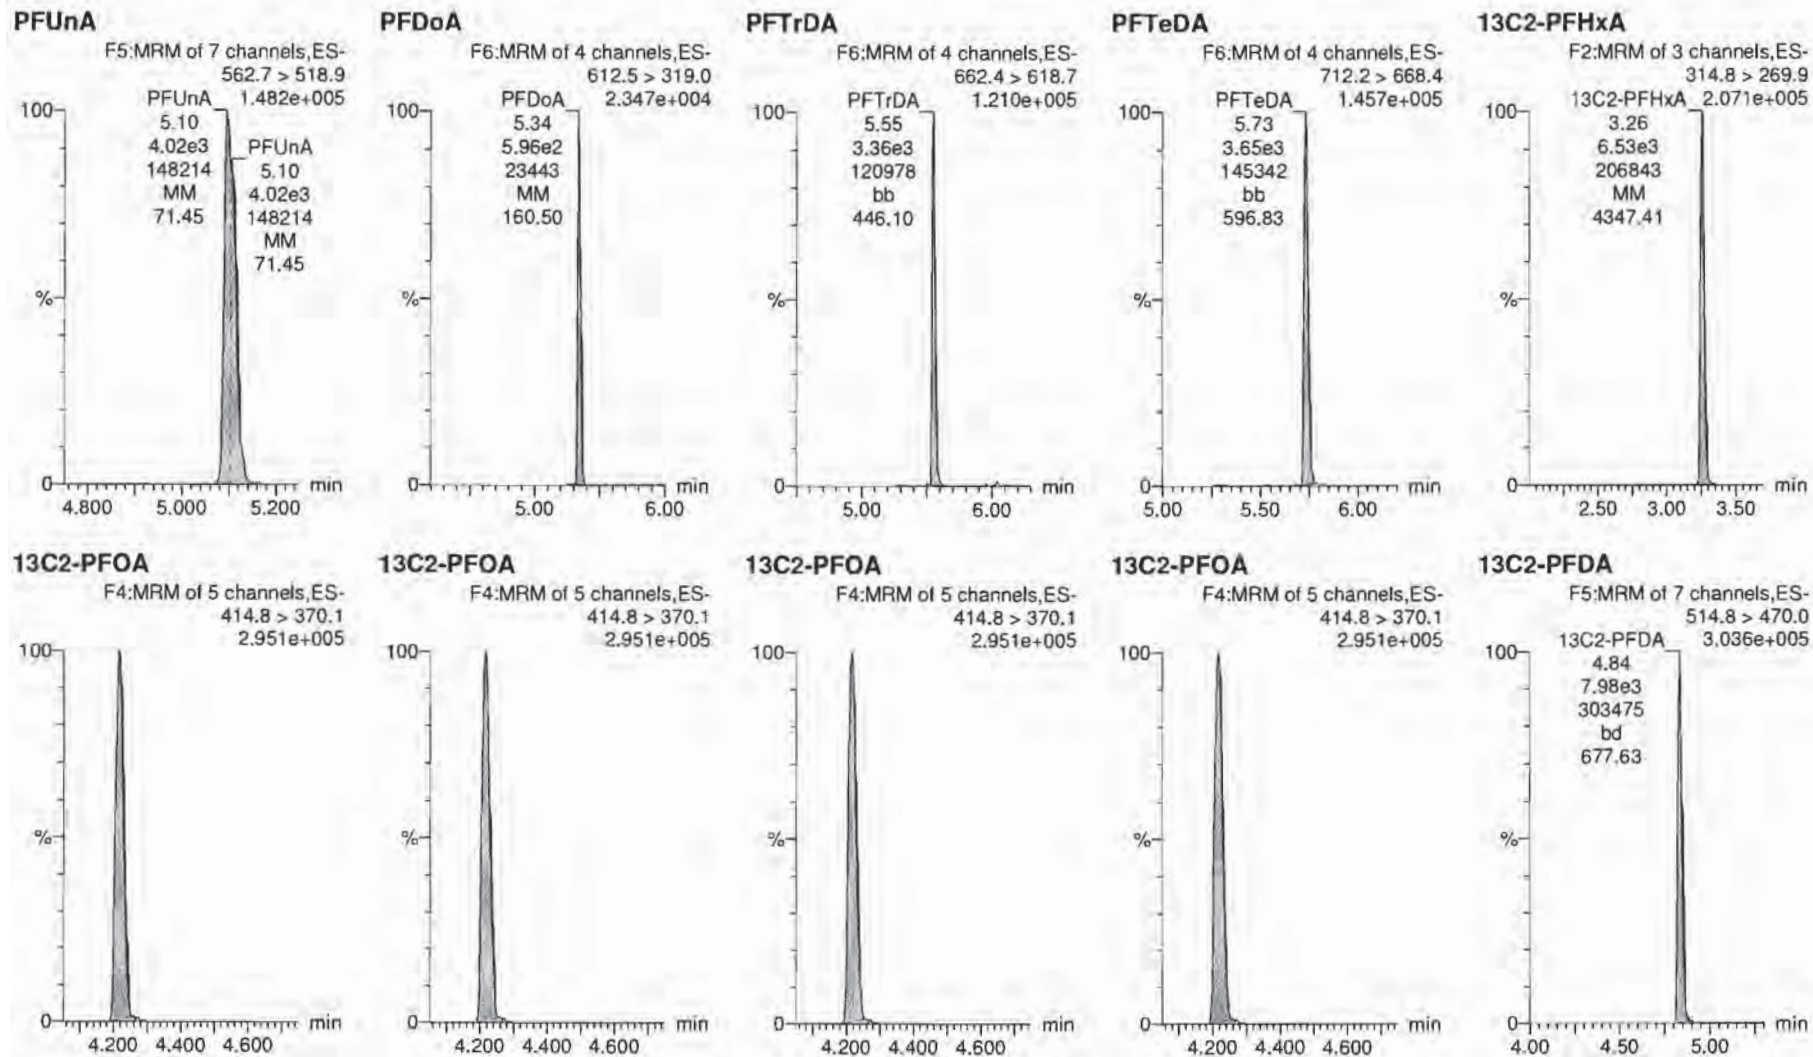 PFUnA
F5:MRM of 7 channels,ES-
562.7 > 518.9
1.482e+005
100
PFUnA
5.10
4.02e3
148214
MM
71.45
PFUnA
5.10
4.02e3
148214
MM
71.45
%
0
min
4.800 5.000 5.200
PFDoA
F6:MRM of 4 channels,ES-
612.5 > 319.0
2.347e+004
100
PFDoA
5.34
5.96e2
23443
MM
160.50
%
0
min
5.00 6.00
PFTrDA
F6:MRM of 4 channels,ES-
662.4 > 618.7
1.210e+005
100
PFTrDA
5.55
3.36e3
120978
bb
446.10
%
0
min
5.00 6.00
PFTeDA
F6:MRM of 4 channels,ES-
712.2 > 668.4
1.457e+005
100
PFTeDA
5.73
3.65e3
145342
bb
596.83
%
0
min
5.00 5.50 6.00
13C2-PFHxA
F2:MRM of 3 channels,ES-
314.8 > 269.9
2.071e+005
100
13C2-PFHxA
3.26
6.53e3
206843
MM
4347.41
%
0
min
2.50 3.00 3.50
13C2-PFOA
F4:MRM of 5 channels,ES-
414.8 > 370.1
2.951e+005
100
%
0
min
4.200 4.400 4.600
13C2-PFOA
F4:MRM of 5 channels,ES-
414.8 > 370.1
2.951e+005
100
%
0
min
4.200 4.400 4.600
13C2-PFOA
F4:MRM of 5 channels,ES-
414.8 > 370.1
2.951e+005
100
%
0
min
4.200 4.400 4.600
13C2-PFOA
F4:MRM of 5 channels,ES-
414.8 > 370.1
2.951e+005
100
%
0
min
4.200 4.400 4.600
13C2-PFDA
F5:MRM of 7 channels,ES-
514.8 > 470.0
3.036e+005
100
13C2-PFDA
4.84
7.98e3
303475
bd
677.63
%
0
min
4.00 4.50 5.00